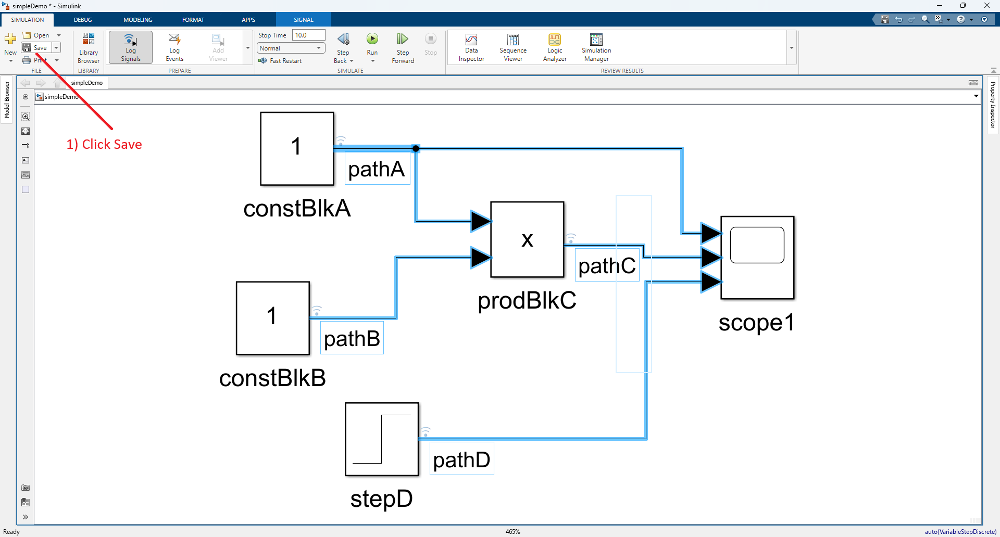 simpleDemo * - Simulink
SIMULATION DEBUG MODELING FORMAT APPS SIGNAL
New
Open
Save
Print
FILE
Library
Browser
LIBRARY
Log
Signals
Log
Events
Add
Viewer
PREPARE
Stop Time 10.0
Normal
Fast Restart
Step
Back
Run
Step
Forward
Stop
SIMULATE
Data
Inspector
Sequence
Viewer
Logic
Analyzer
Simulation
Manager
REVIEW RESULTS
Model Browser
simpleDemo
simpleDemo
Property Inspector
1) Click Save
1
pathA
constBlkA
x
pathC
prodBlkC
scope1
1
pathB
constBlkB
pathD
stepD
Ready
465%
auto(VariableStepDiscrete)